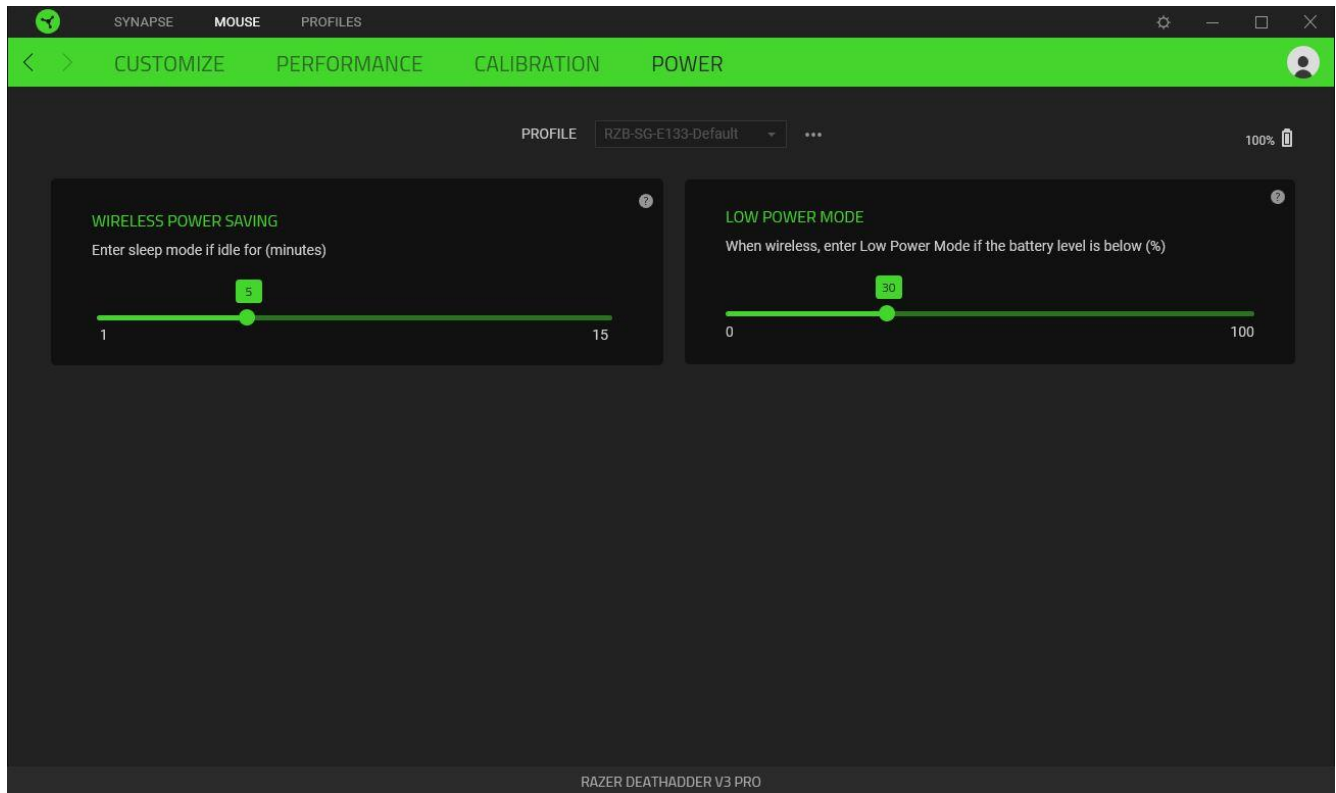 SYNAPSE MOUSE PROFILES
CUSTOMIZE PERFORMANCE CALIBRATION POWER
PROFILE RZB-SG-E133-Default
100%
WIRELESS POWER SAVING
Enter sleep mode if idle for (minutes)
5
1 15
LOW POWER MODE
When wireless, enter Low Power Mode if the battery level is below (%)
30
0 100
RAZER DEATHADDER V3 PRO